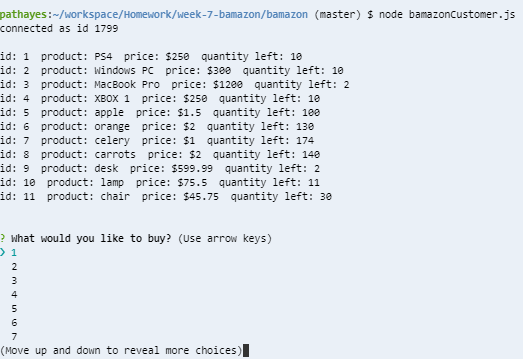 pathayes:~/workspace/Homework/week-7-bamazon/bamazon (master) $ node bamazonCustomer.js
connected as id 1799
id: 1  product: PS4  price: $250  quantity left: 10
id: 2  product: Windows PC  price: $300  quantity left: 10
id: 3  product: MacBook Pro  price: $1200  quantity left: 2
id: 4  product: XBOX 1  price: $250  quantity left: 10
id: 5  product: apple  price: $1.5  quantity left: 100
id: 6  product: orange  price: $2  quantity left: 130
id: 7  product: celery  price: $1  quantity left: 174
id: 8  product: carrots  price: $2  quantity left: 140
id: 9  product: desk  price: $599.99  quantity left: 2
id: 10  product: lamp  price: $75.5  quantity left: 11
id: 11  product: chair  price: $45.75  quantity left: 30
? What would you like to buy? (Use arrow keys)
❯ 1
2
3
4
5
6
7
(Move up and down to reveal more choices)